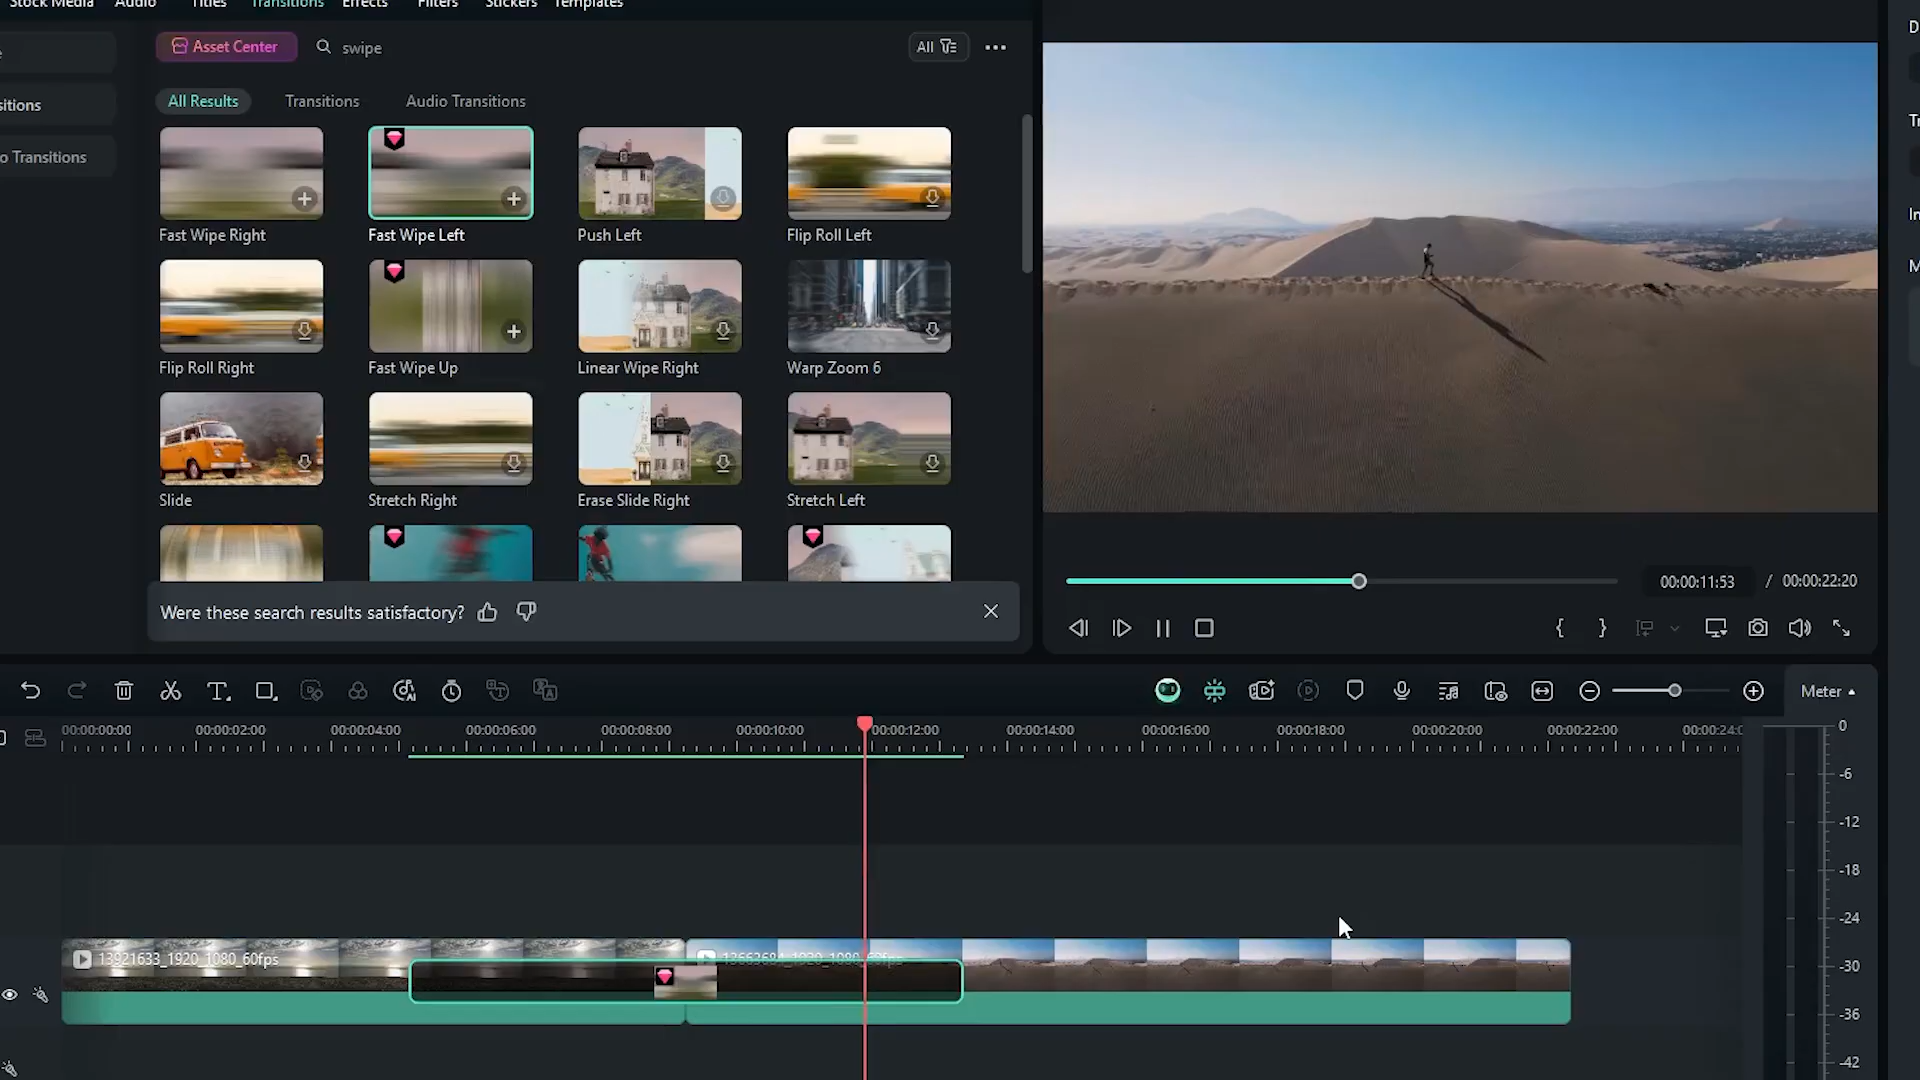 Stock Media Audio Titles Transitions Effects Filters Stickers Templates
Asset Center swipe All
All Results Transitions Audio Transitions
sitions
o Transitions
Fast Wipe Right Fast Wipe Left Push Left Flip Roll Left
Flip Roll Right Fast Wipe Up Linear Wipe Right Warp Zoom 6
Slide Stretch Right Erase Slide Right Stretch Left
Were these search results satisfactory?
00:00:11:53 / 00:00:22:20
D
Tr
In
M
Meter
00:00:00:00 00:00:02:00 00:00:04:00 00:00:06:00 00:00:08:00 00:00:10:00 00:00:12:00 00:00:14:00 00:00:16:00 00:00:18:00 00:00:20:00 00:00:22:00 00:00:24:0
0
-6
-12
-18
-24
-30
-36
-42
13921633_1920_1080_60fps